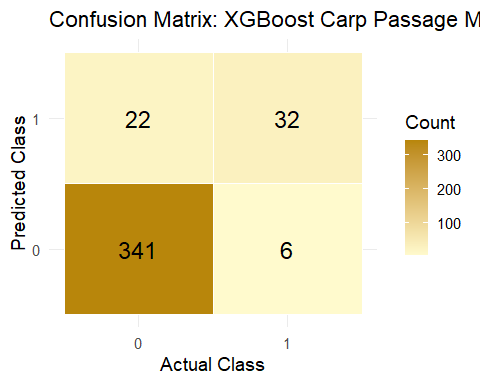 Confusion Matrix: XGBoost Carp Passage M
Predicted Class
1
22
32
0
341
6
0
1
Actual Class
Count
300
200
100